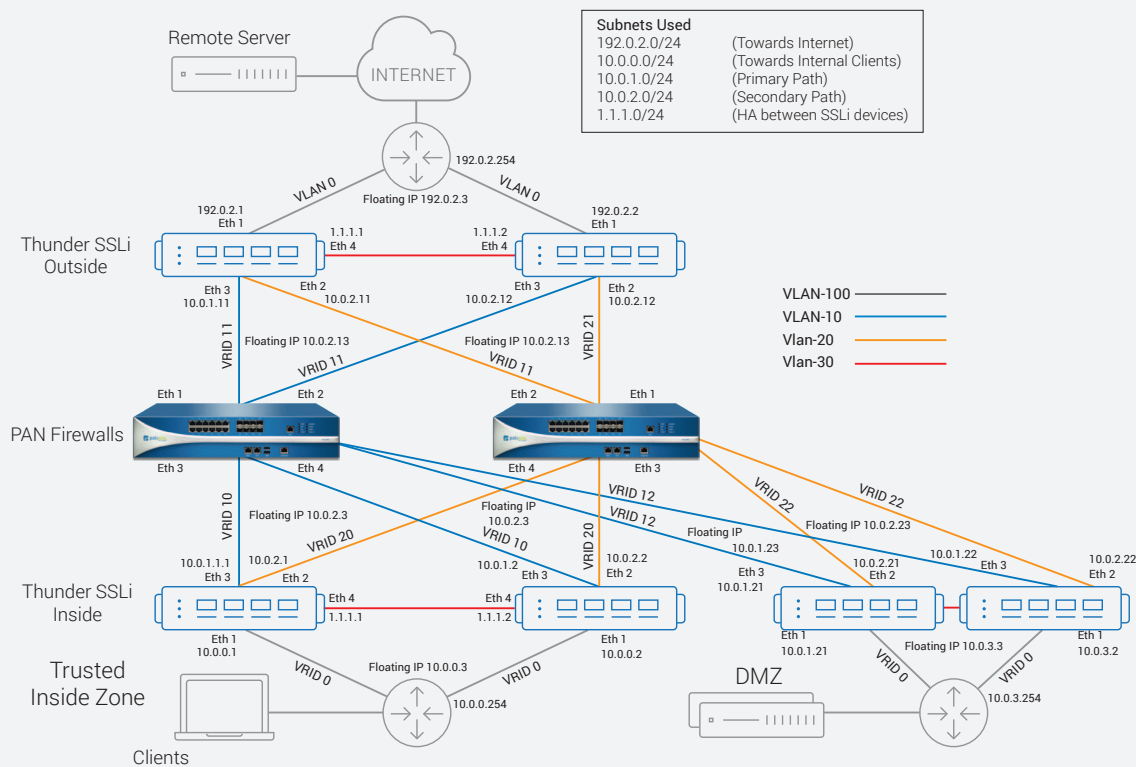 Subnets Used
192.0.2.0/24 (Towards Internet)
10.0.0.0/24 (Towards Internal Clients)
10.0.1.0/24 (Primary Path)
10.0.2.0/24 (Secondary Path)
1.1.1.0/24 (HA between SSLi devices)
Remote Server
INTERNET
192.0.2.254
VLAN 0
VLAN 0
Floating IP 192.0.2.3
192.0.2.1
Eth 1
192.0.2.2
Eth 1
Thunder SSLi
Outside
1.1.1.1
Eth 4
1.1.1.2
Eth 4
Eth 3
10.0.1.11
Eth 2
10.0.2.11
Eth 3
10.0.2.12
Eth 2
10.0.2.12
VLAN-100
VLAN-10
Vlan-20
Vlan-30
VRID 11
Floating IP 10.0.2.13
VRID 11
Floating IP 10.0.2.13
VRID 11
VRID 21
Eth 1
Eth 2
Eth 2
Eth 1
PAN Firewalls
Eth 3
Eth 4
Eth 4
Eth 3
VRID 10
Floating IP 10.0.2.3
VRID 20
Floating IP
10.0.2.3
VRID 10
VRID 20
VRID 12
VRID 12
Floating IP
10.0.1.23
VRID 22
VRID 22
Floating IP 10.0.2.23
10.0.1.1.1
Eth 3
10.0.2.1
Eth 2
10.0.1.2
Eth 3
10.0.2.2
Eth 2
Eth 3
10.0.1.21
10.0.2.21
Eth 2
10.0.1.22
Eth 3
10.0.2.22
Eth 2
Thunder SSLi
Inside
Eth 4
1.1.1.1
Eth 4
1.1.1.2
Eth 1
10.0.0.1
Eth 1
10.0.0.2
Eth 1
10.0.1.21
Eth 1
10.0.3.2
Trusted
Inside Zone
VRID 0
Floating IP 10.0.0.3
VRID 0
10.0.0.254
Clients
DMZ
VRID 0
Floating IP 10.0.3.3
VRID 0
10.0.3.254